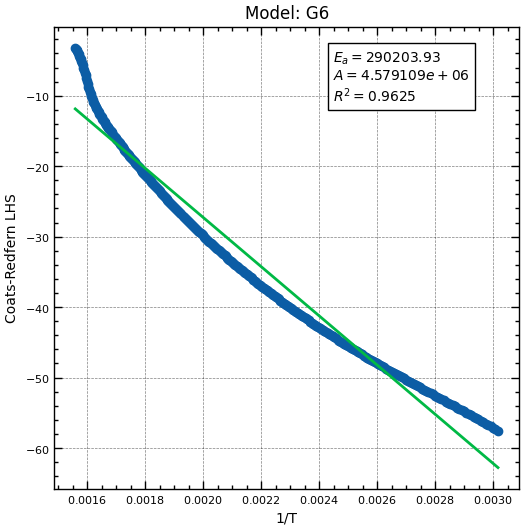 Model: G6
E_a = 290203.93
A = 4.579109e + 06
R^2 = 0.9625
Coats-Redfern LHS
−10
−20
−30
−40
−50
−60
0.0016 0.0018 0.0020 0.0022 0.0024 0.0026 0.0028 0.0030
1/T